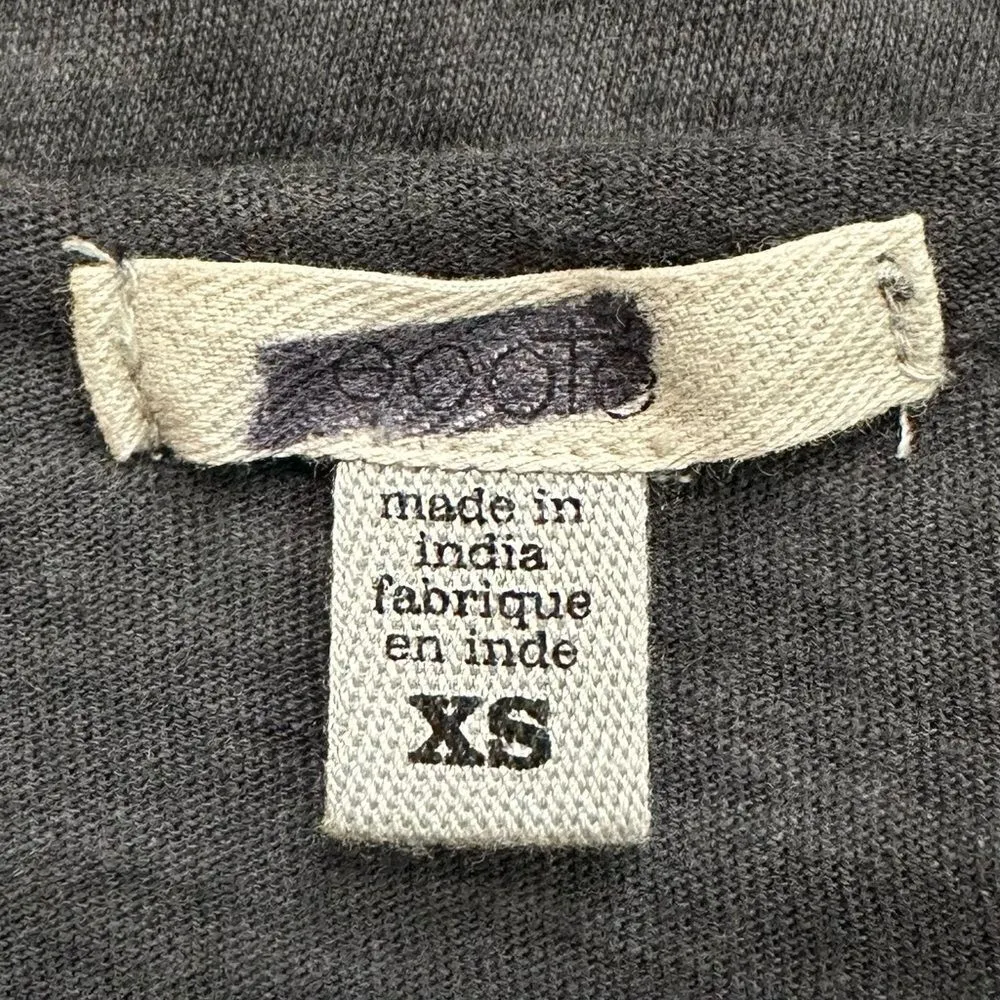 made in
india
fabrique
en inde
XS